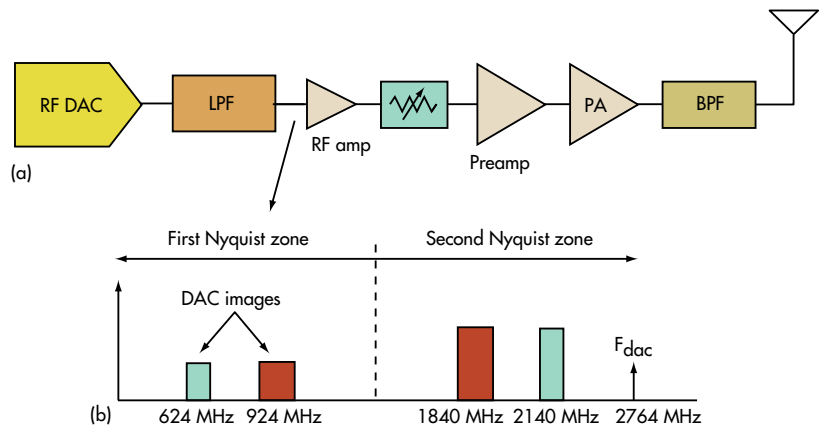 RF DAC
LPF
RF amp
Preamp
PA
BPF
(a)
First Nyquist zone
Second Nyquist zone
DAC images
Fdac
(b)
624 MHz
924 MHz
1840 MHz
2140 MHz
2764 MHz